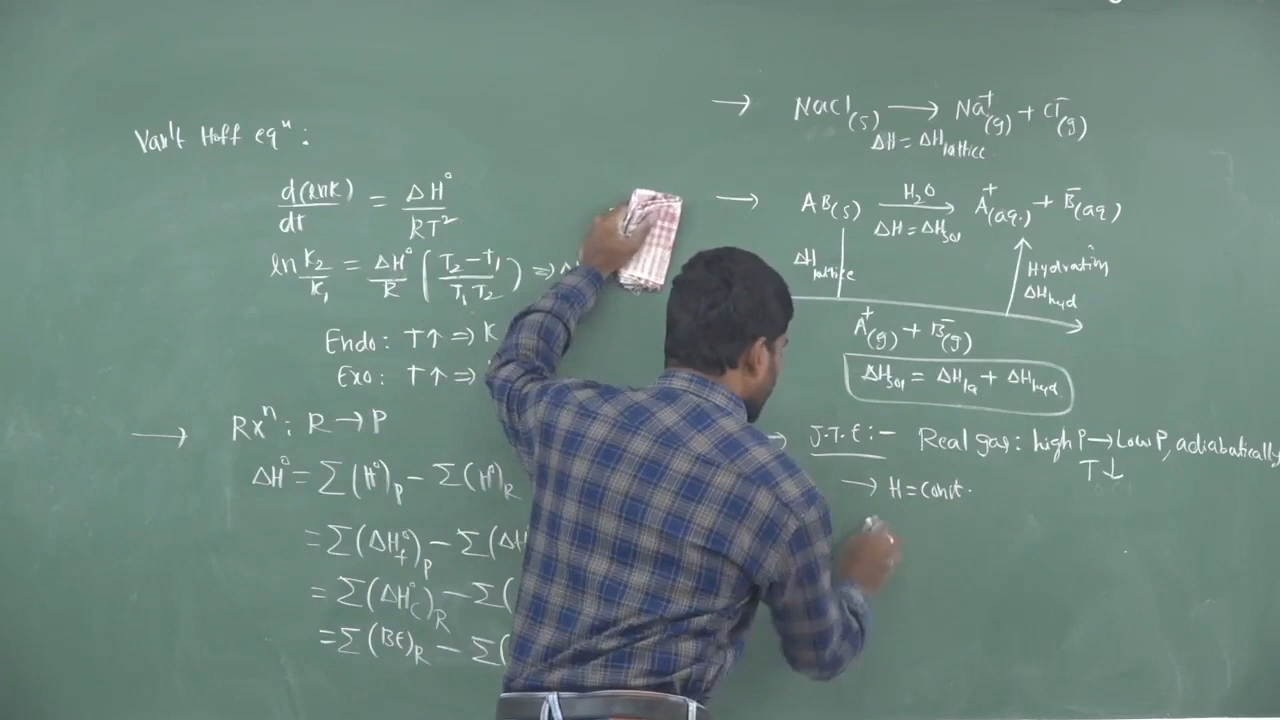 Van't Hoff eqⁿ :
d(lnk)/dt = ΔH°/RT²
ln K₂/K₁ = ΔH°/R (T₂-t₁/T₁T₂) ⇒ Δ
Endo: T↑ ⇒ K
Exo: T↑ ⇒
→ Rxⁿ: R → P
ΔH° = Σ(H°)P - Σ(H°)R
= Σ(ΔH°f)P - Σ(ΔH
= Σ(ΔH°C)R - Σ(
= Σ(BE)R - Σ(
→ NaCl(s) → Na⁺(g) + Cl⁻(g)
ΔH = ΔHlattice.
H₂O
→ AB(s) → A⁺(aq.) + B⁻(aq)
ΔH = ΔHsol
ΔHlattice
Hydration
ΔHhyd
A⁺(g) + B⁻(g)
ΔHsol = ΔHla + ΔHhyd
→ J.T.E :- Real gas: high P → Low P, adiabatically
T↓
→ H = Const.